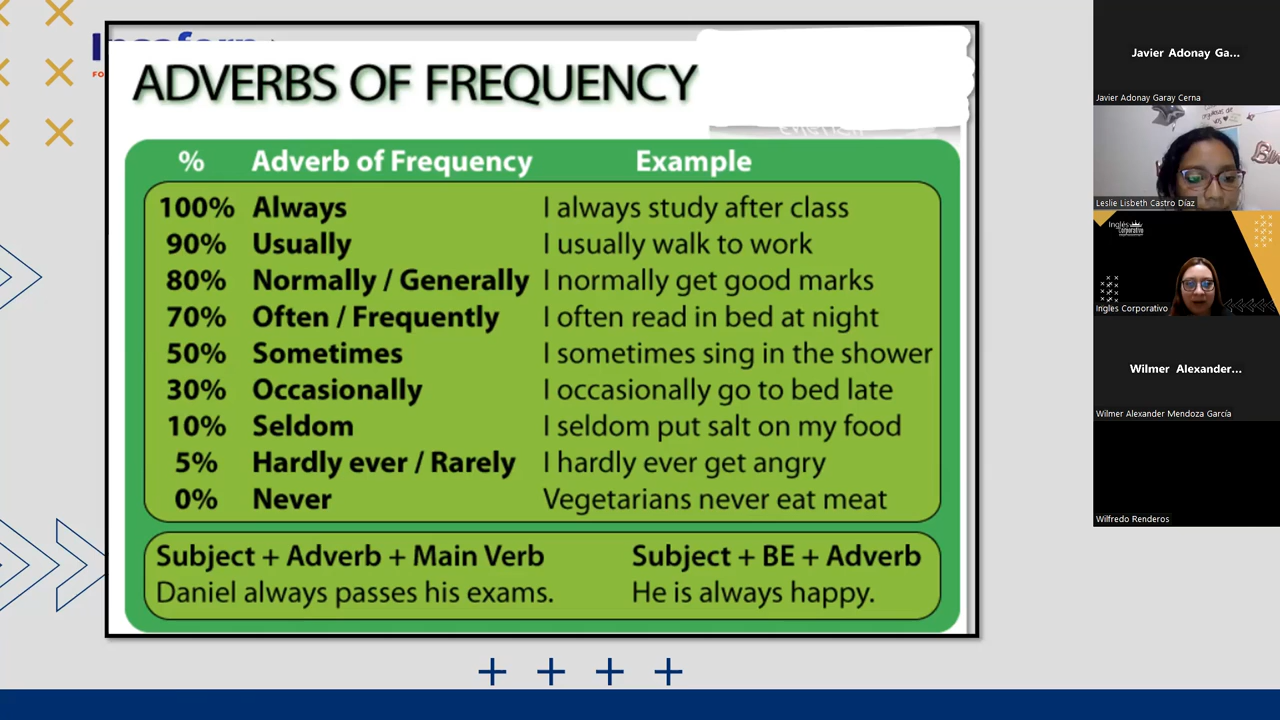 ADVERBS OF FREQUENCY
% Adverb of Frequency Example
100% Always I always study after class
90% Usually I usually walk to work
80% Normally / Generally I normally get good marks
70% Often / Frequently I often read in bed at night
50% Sometimes I sometimes sing in the shower
30% Occasionally I occasionally go to bed late
10% Seldom I seldom put salt on my food
5% Hardly ever / Rarely I hardly ever get angry
0% Never Vegetarians never eat meat
Subject + Adverb + Main Verb Subject + BE + Adverb
Daniel always passes his exams. He is always happy.
Javier Adonay Ga...
Javier Adonay Garay Cerna
Leslie Lisbeth Castro Díaz
Inglés
Corporativo
Ingles Corporativo
Wilmer Alexander...
Wilmer Alexander Mendoza García
Wilfredo Renderos